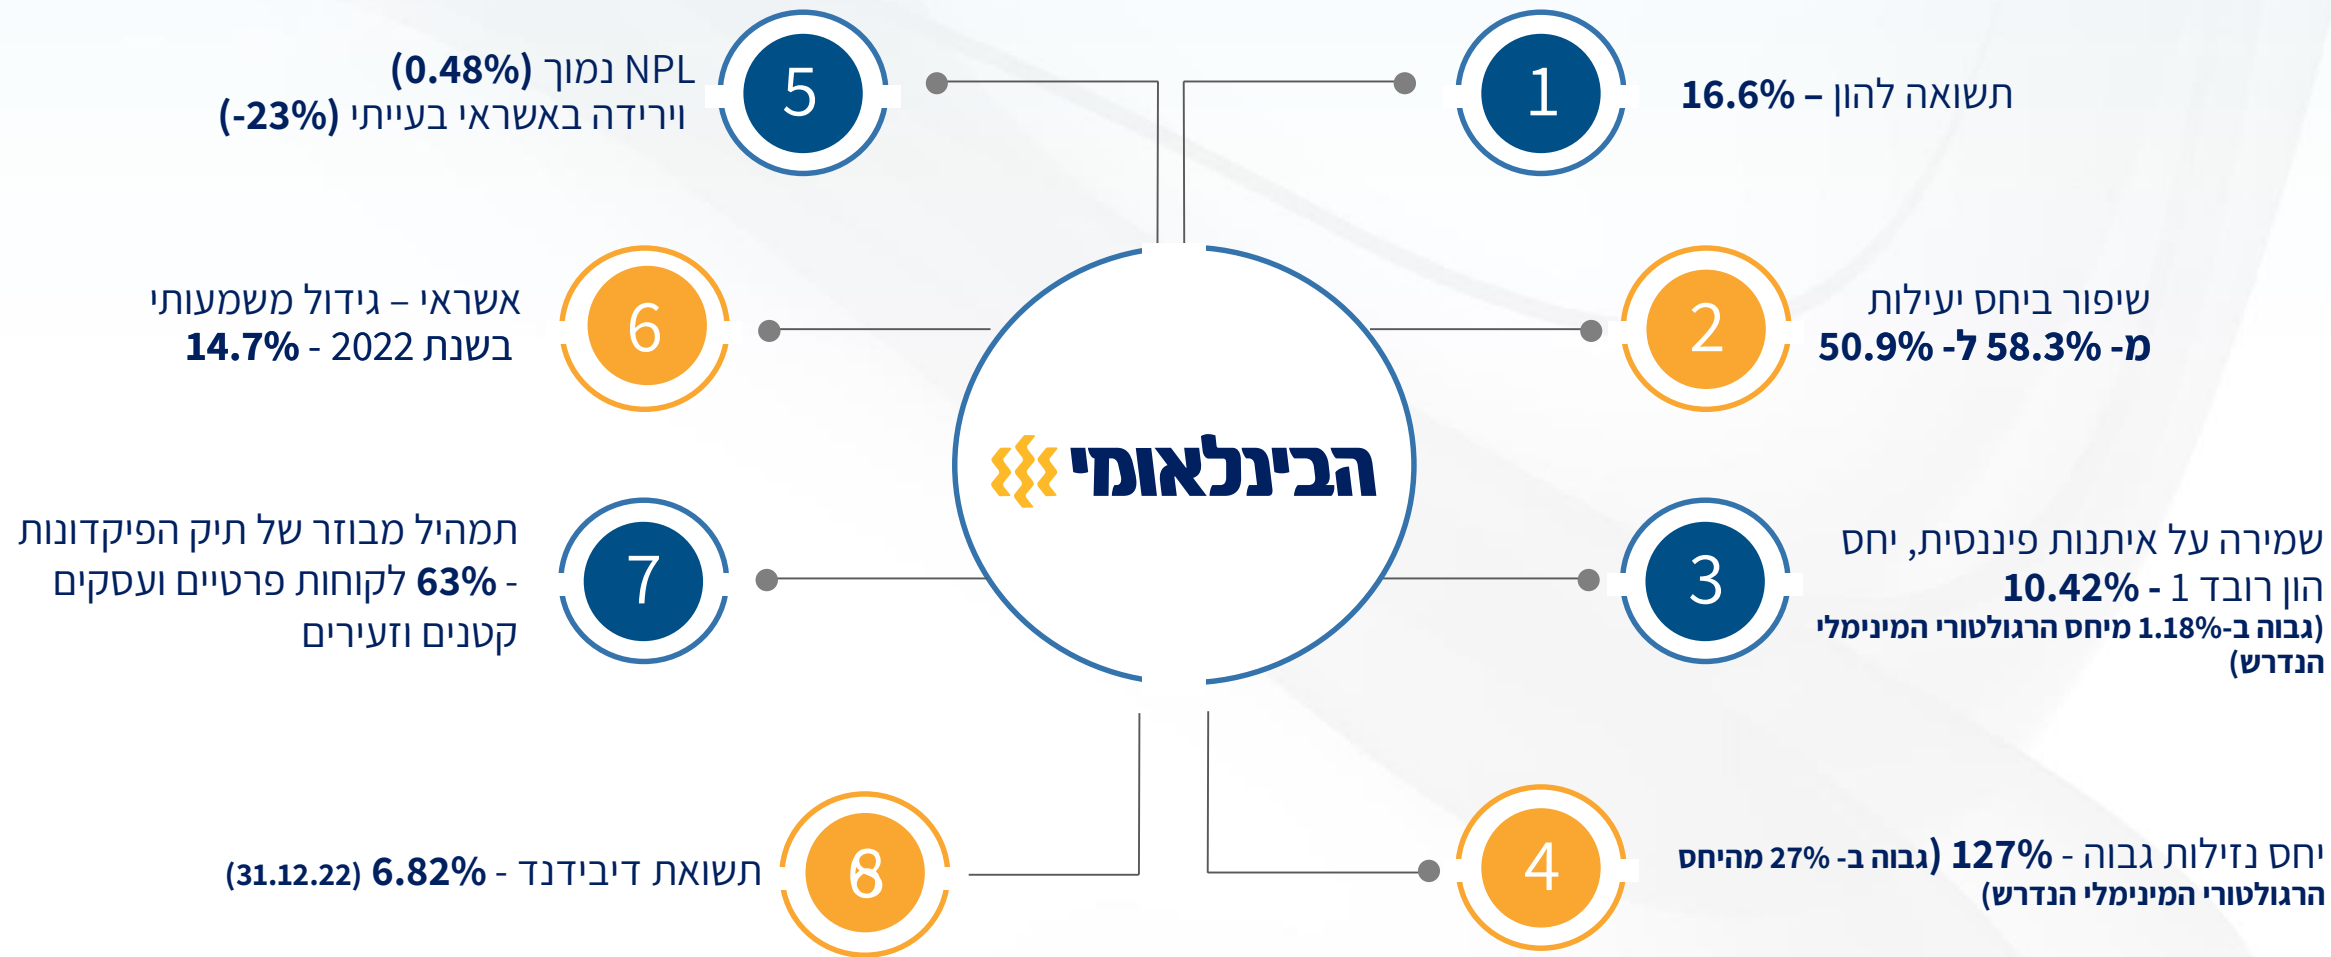 1
תשואה להון – 16.6%
2
שיפור ביחס יעילות
מ- 58.3% ל- 50.9%
3
שמירה על איתנות פיננסית, יחס
הון רובד 1 - 10.42%
(גבוה ב-1.18% מיחס הרגולטורי המינימלי
הנדרש)
4
יחס נזילות גבוה - 127% (גבוה ב- 27% מהיחס
הרגולטורי המינימלי הנדרש)
הבינלאומי
5
NPL נמוך (0.48%)
וירידה באשראי בעייתי (-23%)
6
אשראי – גידול משמעותי
בשנת 2022 - 14.7%
7
תמהיל מבוזר של תיק הפיקדונות
- 63% לקוחות פרטיים ועסקים
קטנים וזעירים
8
תשואת דיבידנד - 6.82% (31.12.22)